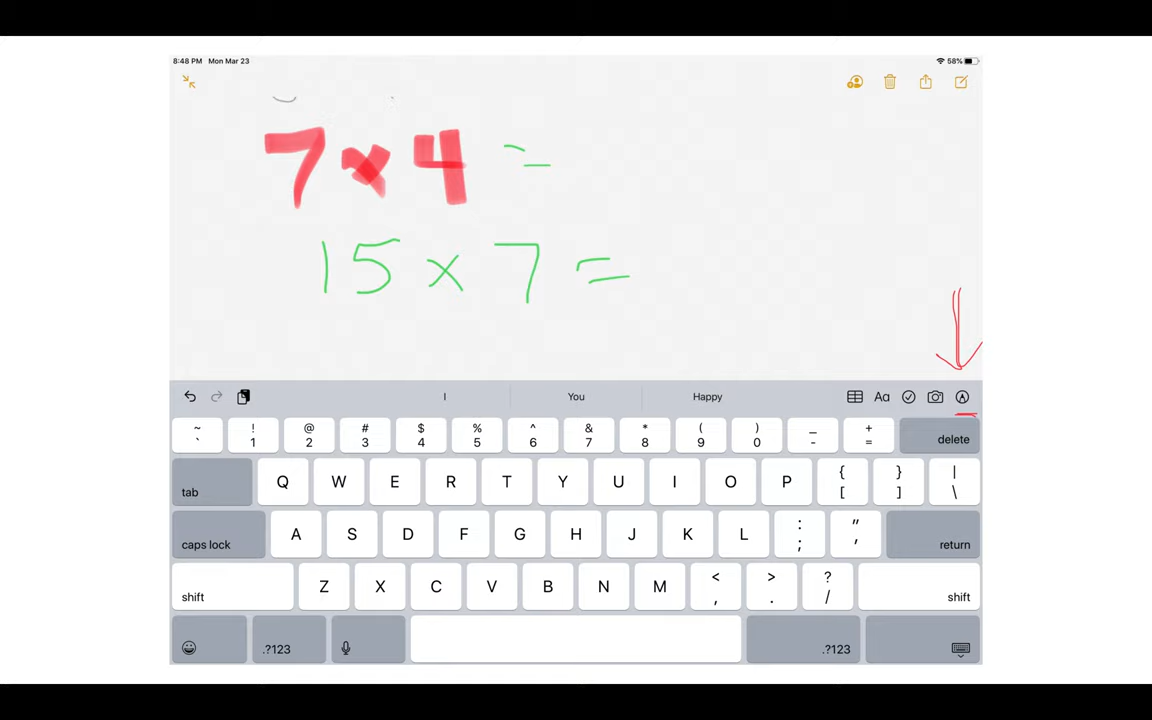 8:48 PM Mon Mar 23 58%
7 x 4 =
15 x 7 =
I You Happy Aa
~ ` ! 1 @ 2 # 3 $ 4 % 5 ^ 6 & 7 * 8 ( 9 ) 0 _ - + = delete
tab Q W E R T Y U I O P { [ } ] | \
caps lock A S D F G H J K L : ; " ' return
shift Z X C V B N M < , > . ? / shift
.?123 .?123